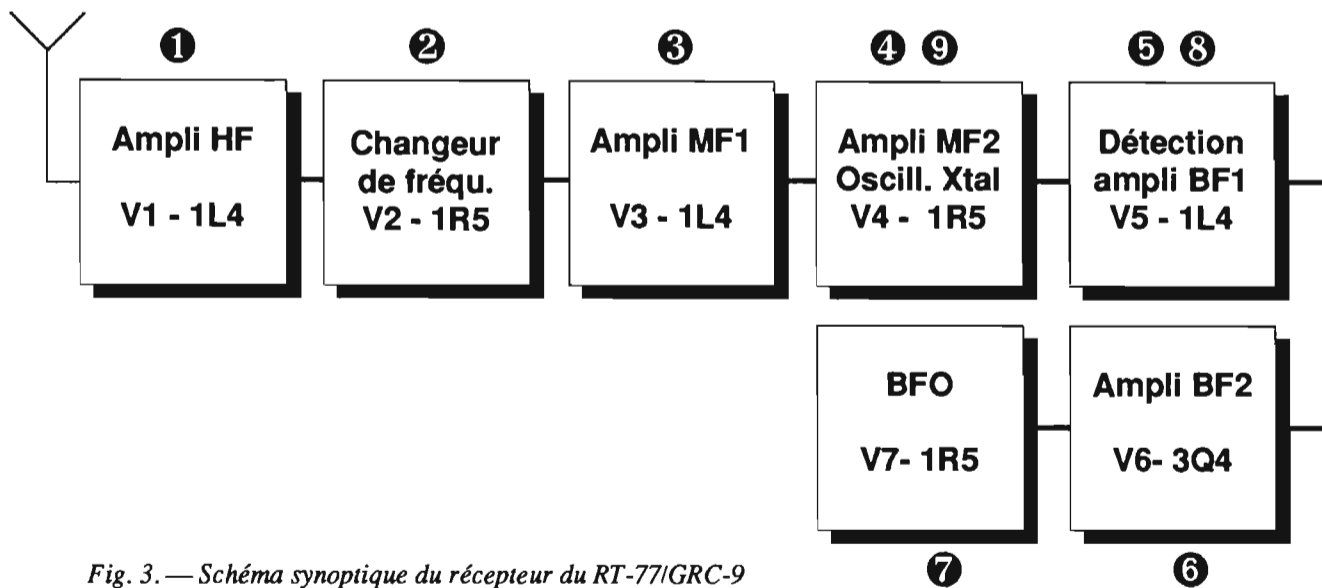 ❶
Ampli HF
V1 - 1L4
❷
Changeur
de fréqu.
V2 - 1R5
❸
Ampli MF1
V3 - 1L4
❹ ❾
Ampli MF2
Oscill. Xtal
V4 - 1R5
❺ ❽
Détection
ampli BF1
V5 - 1L4
BFO
V7- 1R5
❼
Ampli BF2
V6- 3Q4
❻
Fig. 3.— Schéma synoptique du récepteur du RT-77/GRC-9